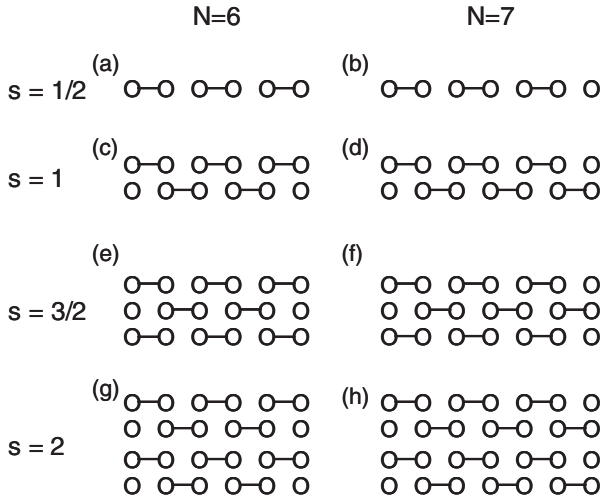 N=6 N=7
(a) (b)
s = 1/2
(c) (d)
s = 1
(e) (f)
s = 3/2
(g) (h)
s = 2